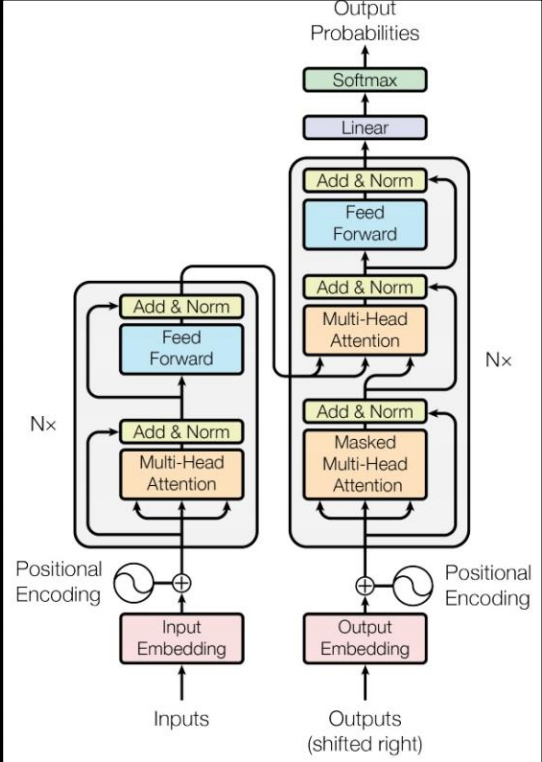 Output
Probabilities
Softmax
Linear
Add & Norm
Feed
Forward
Add & Norm
Multi-Head
Attention
Add & Norm
Masked
Multi-Head
Attention
Nx
Add & Norm
Feed
Forward
Add & Norm
Multi-Head
Attention
Nx
Positional
Encoding
Positional
Encoding
Input
Embedding
Output
Embedding
Inputs
Outputs
(shifted right)